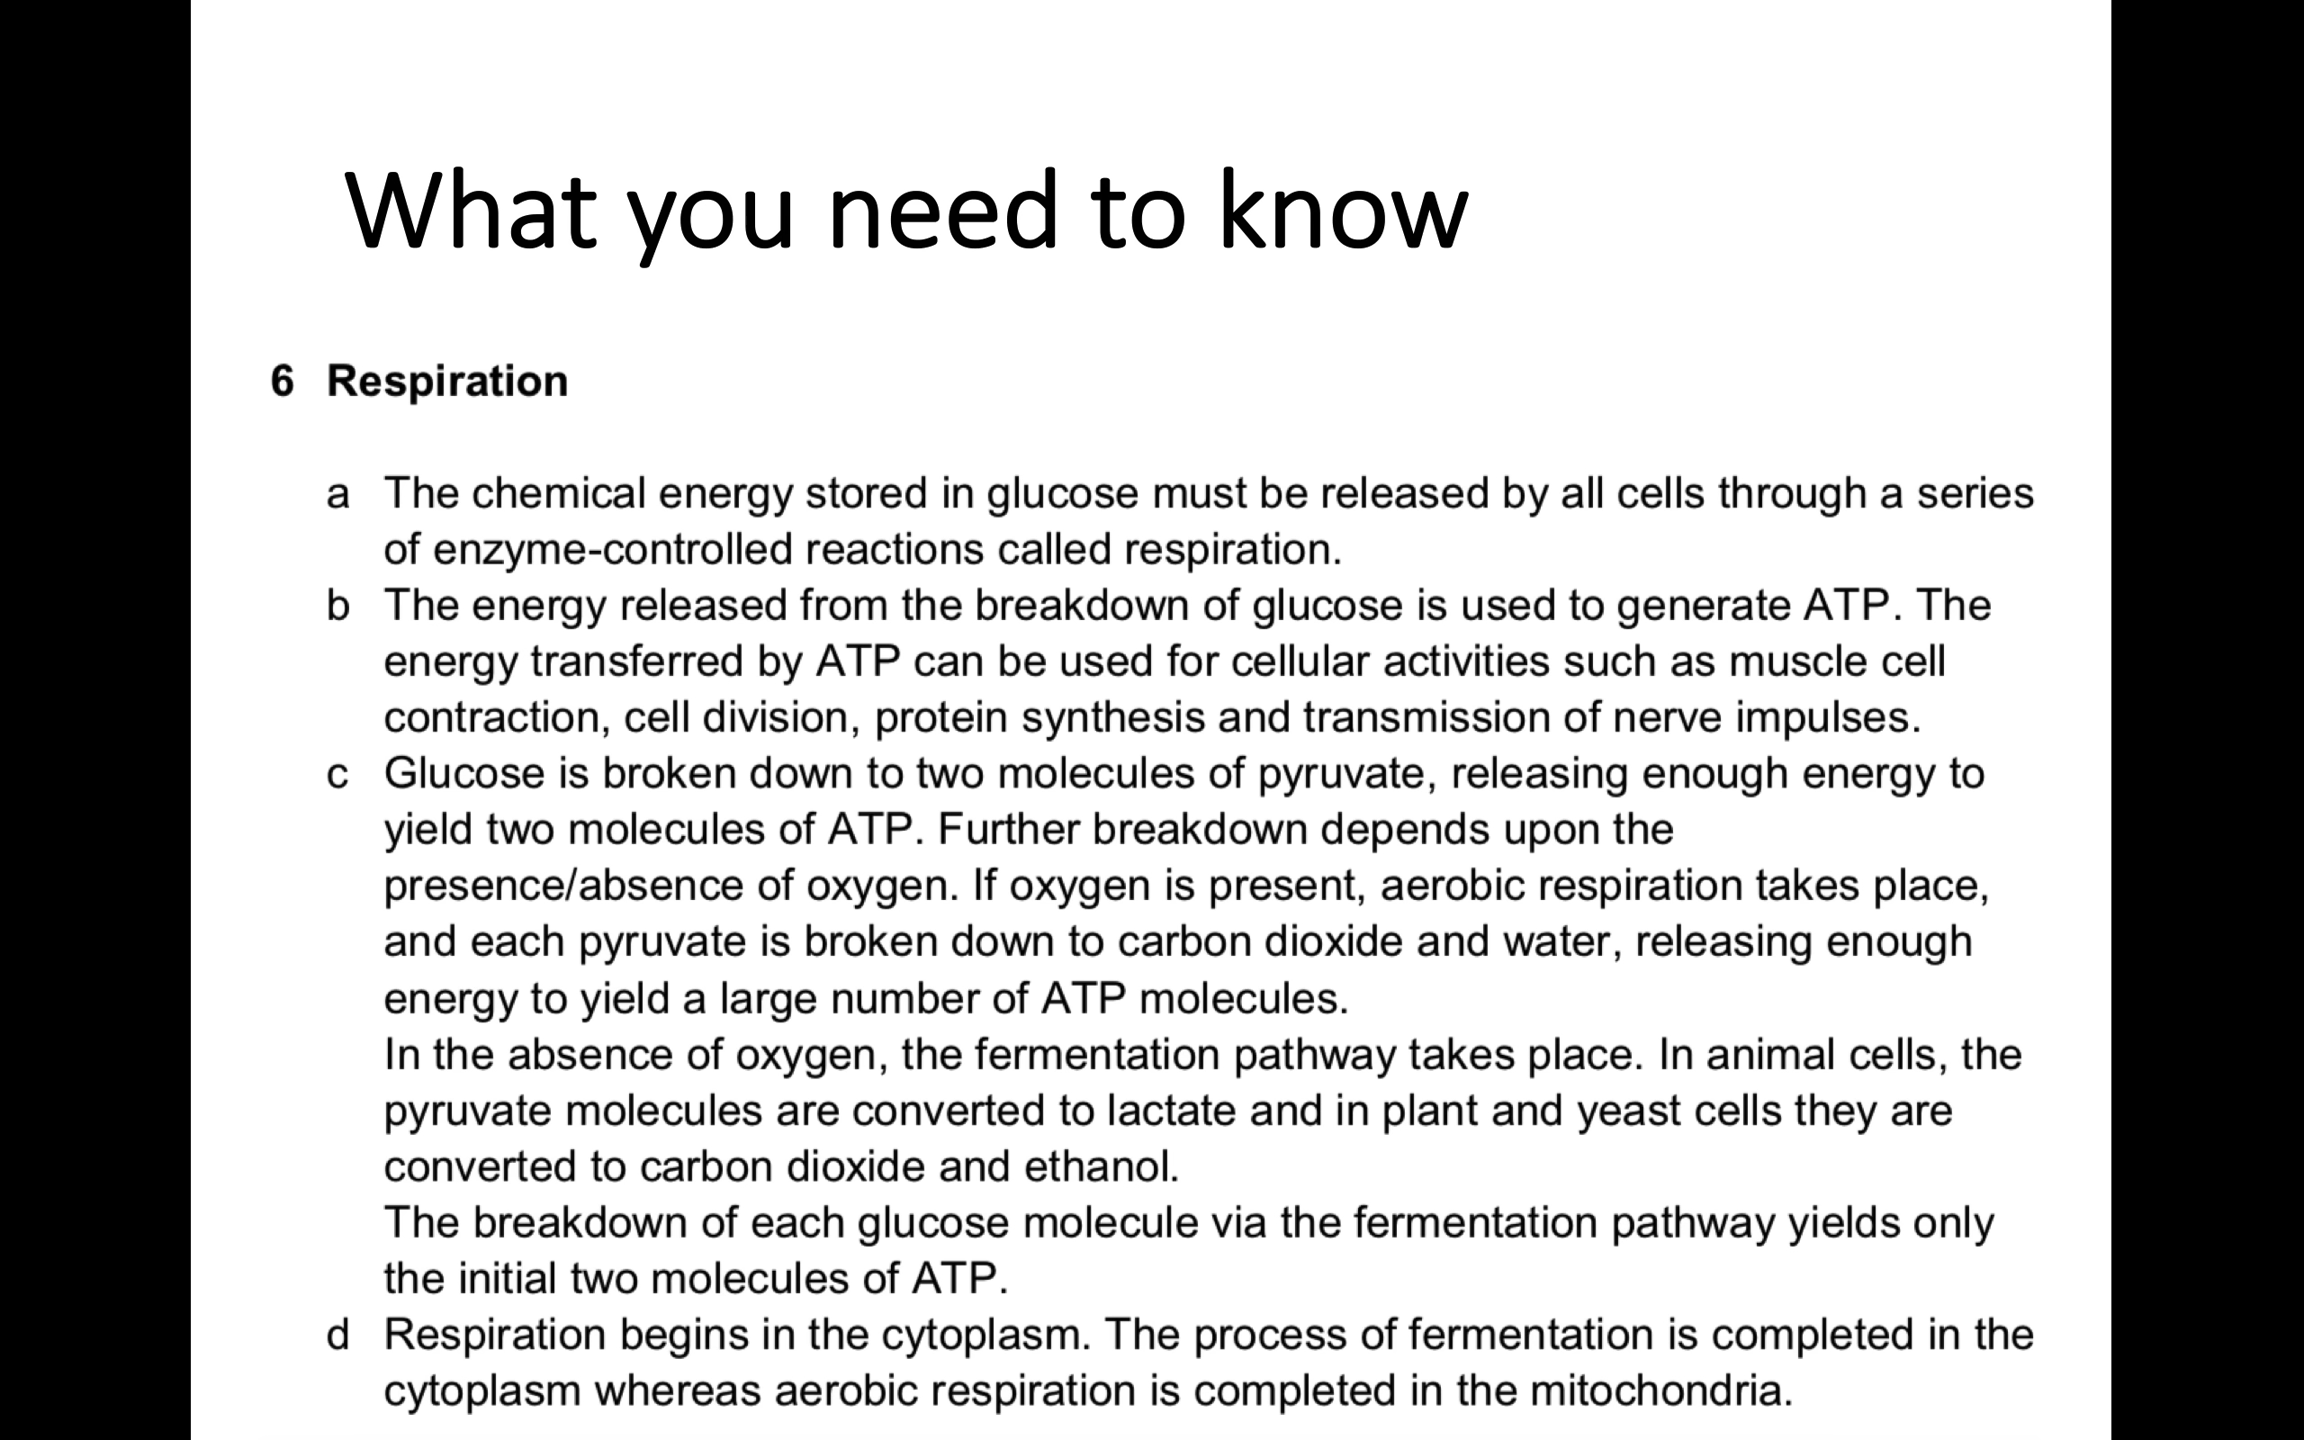 What you need to know
6 Respiration
a The chemical energy stored in glucose must be released by all cells through a series
of enzyme-controlled reactions called respiration.
b The energy released from the breakdown of glucose is used to generate ATP. The
energy transferred by ATP can be used for cellular activities such as muscle cell
contraction, cell division, protein synthesis and transmission of nerve impulses.
c Glucose is broken down to two molecules of pyruvate, releasing enough energy to
yield two molecules of ATP. Further breakdown depends upon the
presence/absence of oxygen. If oxygen is present, aerobic respiration takes place,
and each pyruvate is broken down to carbon dioxide and water, releasing enough
energy to yield a large number of ATP molecules.
In the absence of oxygen, the fermentation pathway takes place. In animal cells, the
pyruvate molecules are converted to lactate and in plant and yeast cells they are
converted to carbon dioxide and ethanol.
The breakdown of each glucose molecule via the fermentation pathway yields only
the initial two molecules of ATP.
d Respiration begins in the cytoplasm. The process of fermentation is completed in the
cytoplasm whereas aerobic respiration is completed in the mitochondria.